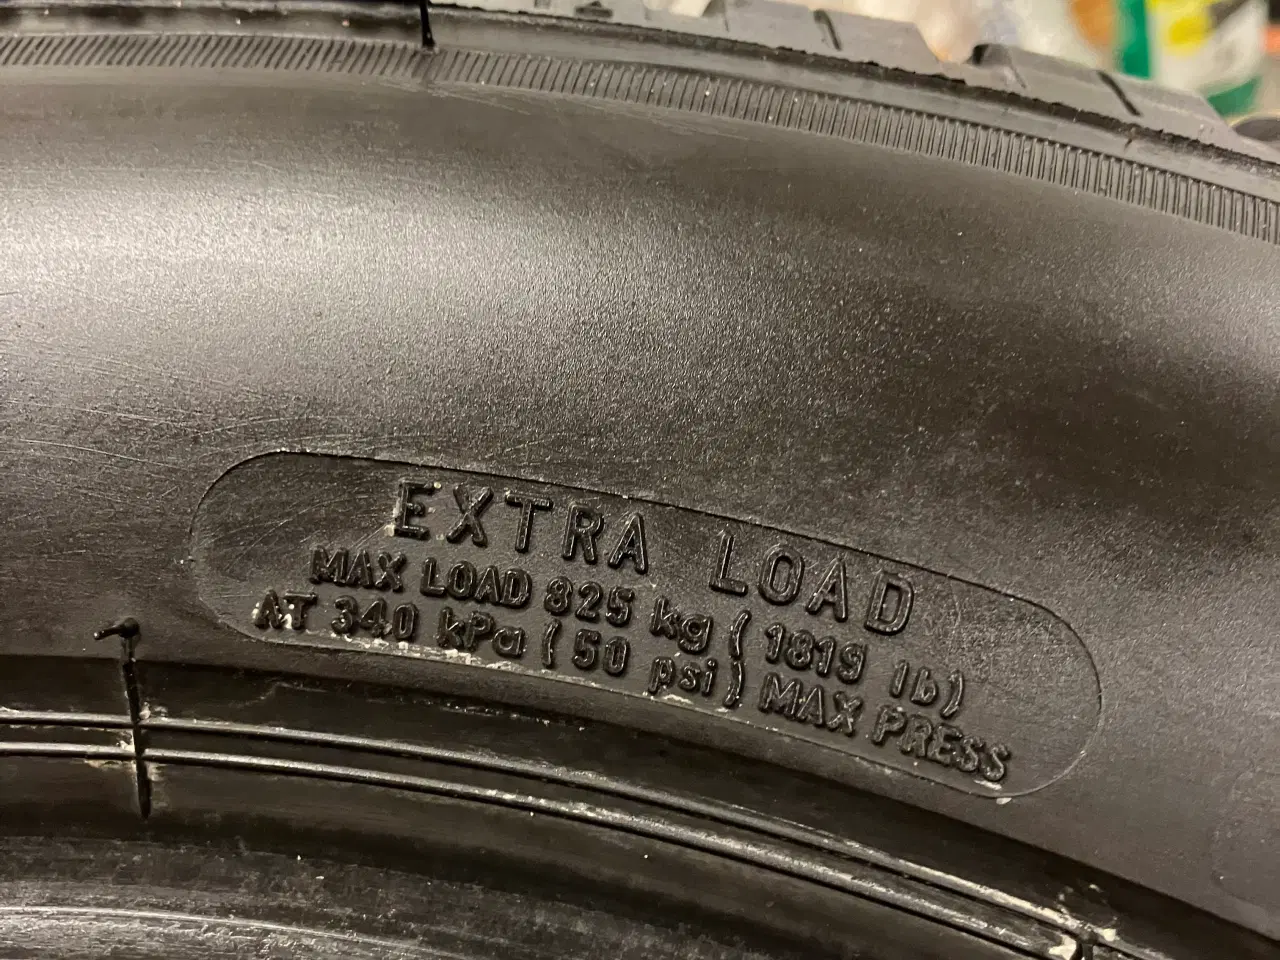 EXTRA LOAD
MAX LOAD 825 kg (1819 lb)
AT 340 kPa (50 psi) MAX PRESS